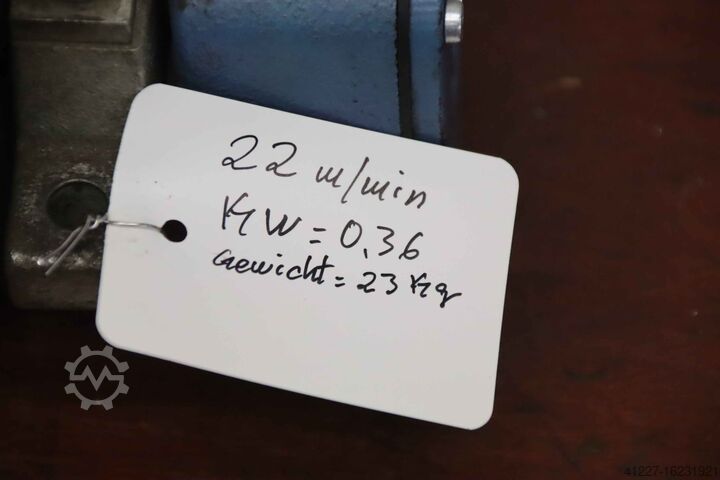 22 m/min
KW = 0.36
Gewicht = 23 Kg
41227-16231921